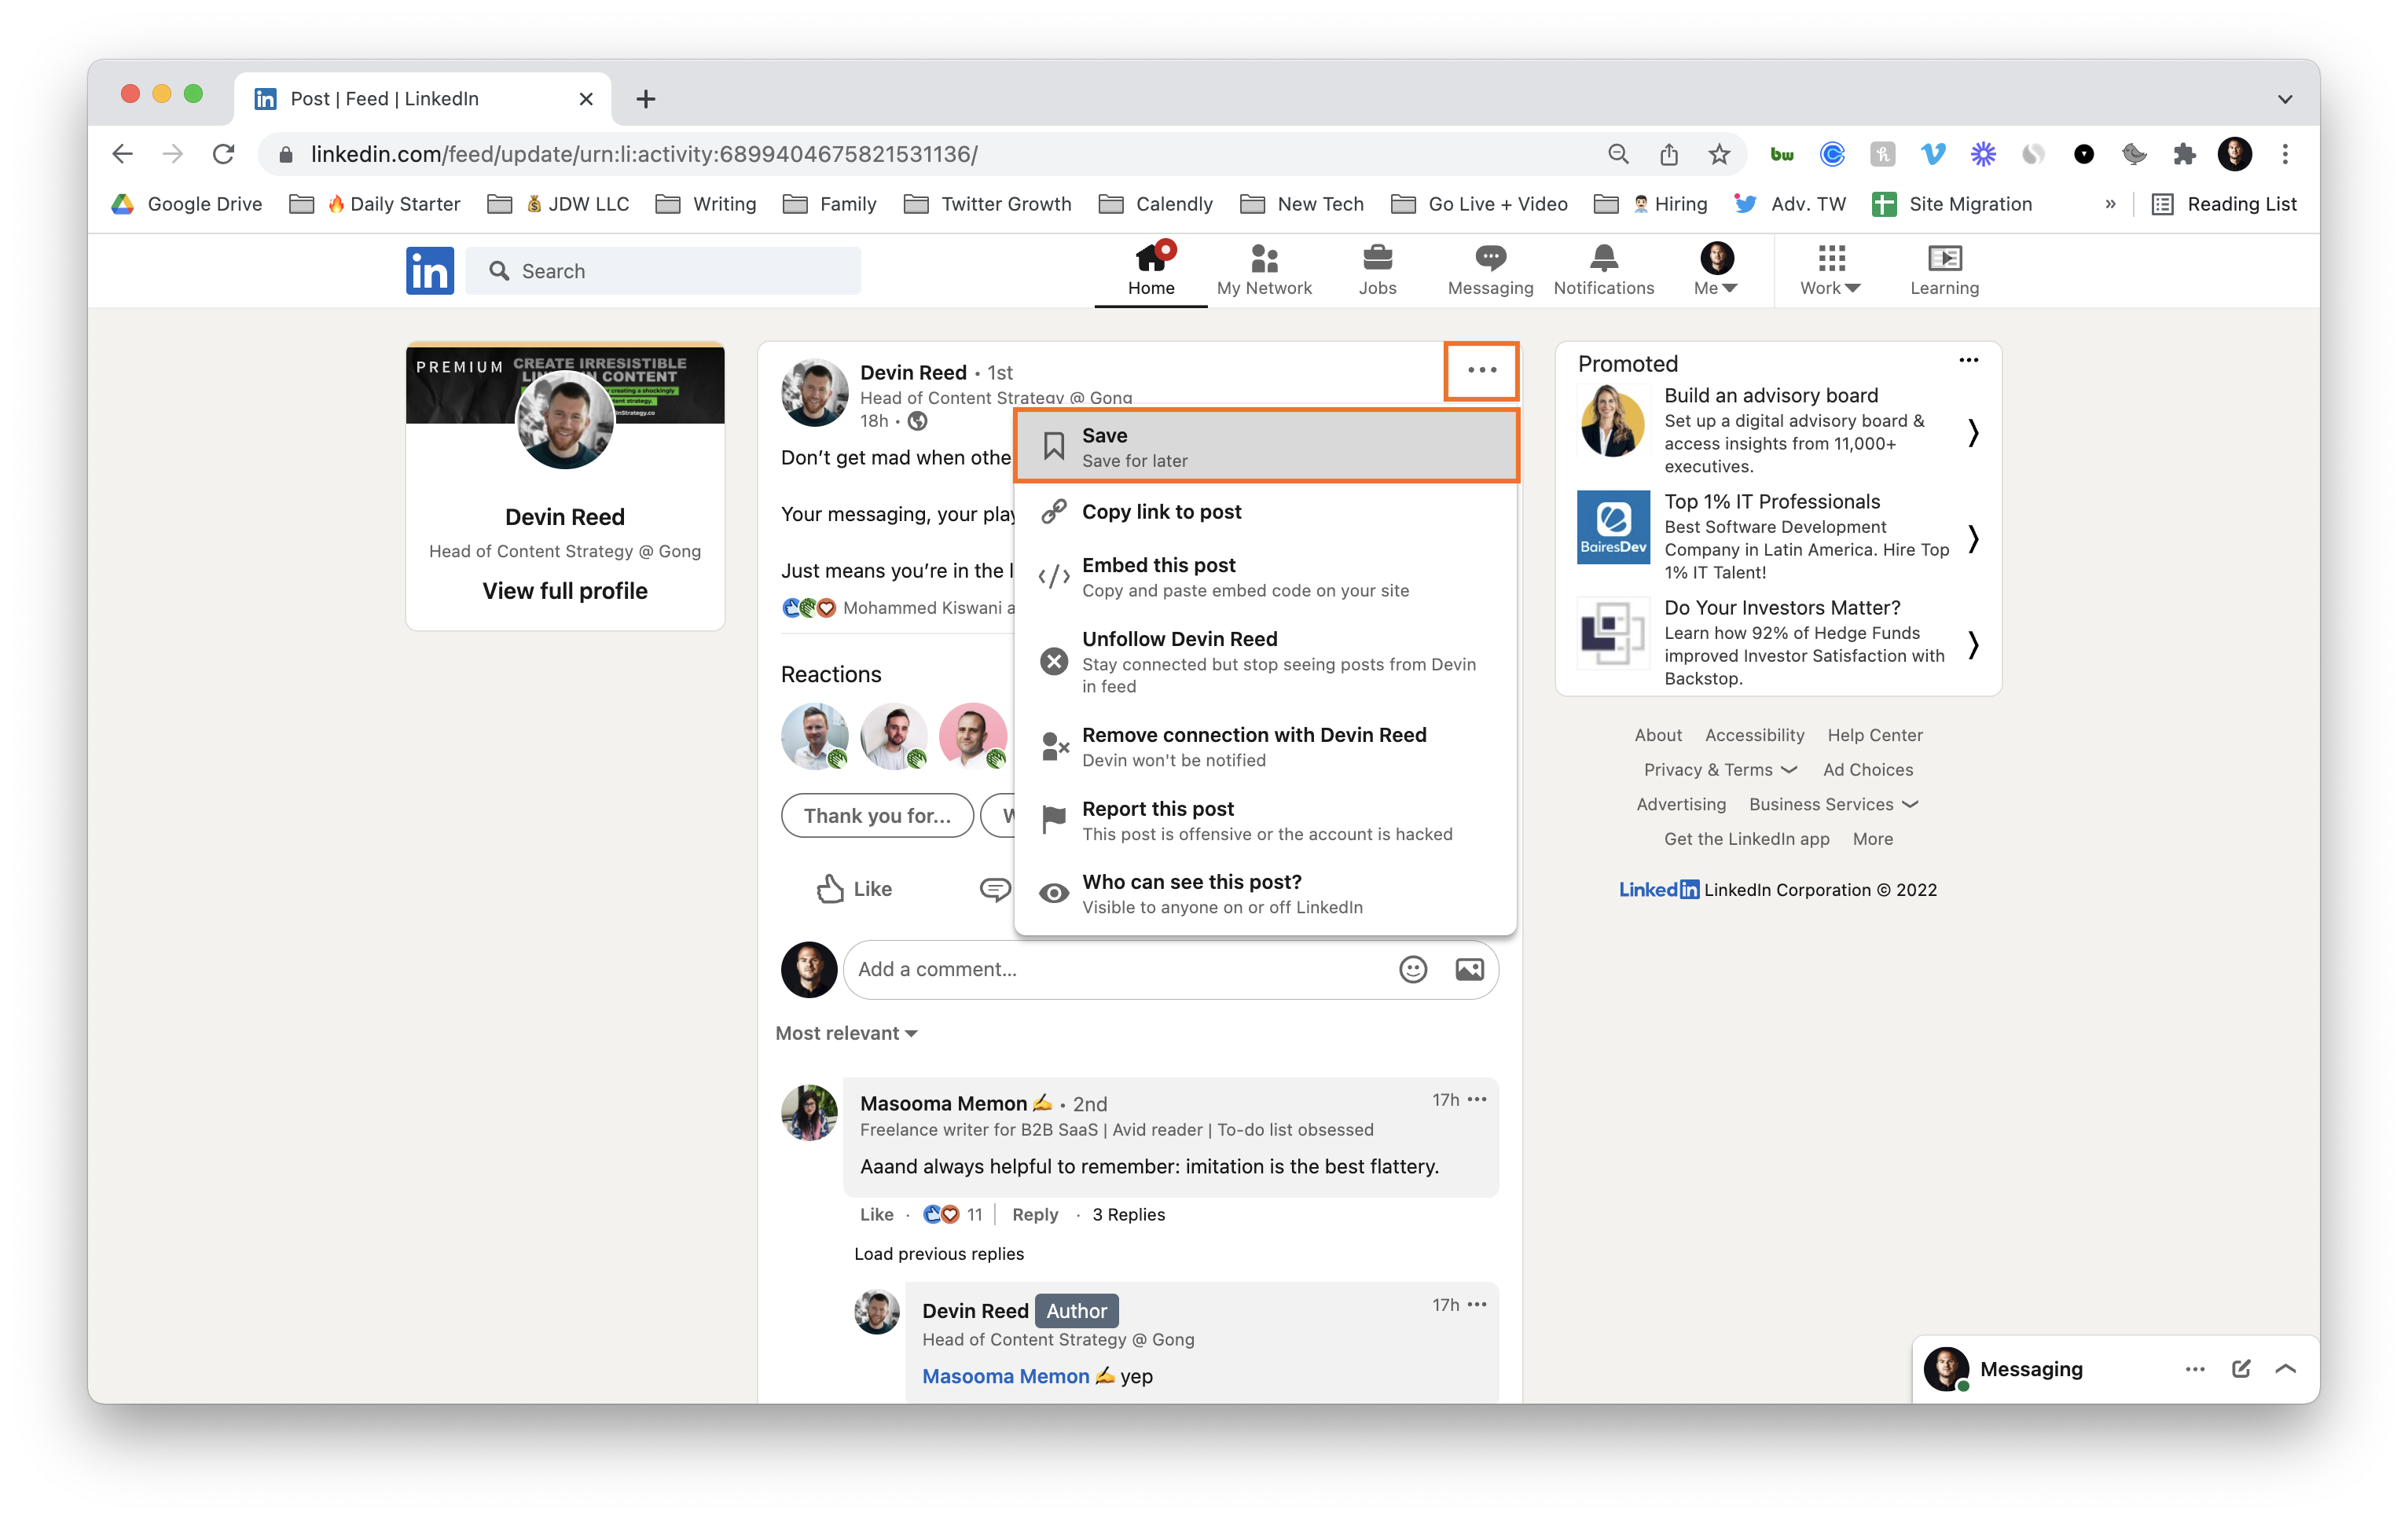 Post | Feed | LinkedIn
linkedin.com/feed/update/urn:li:activity:6899404675821531136/
bw
Google Drive
Daily Starter
JDW LLC
Writing
Family
Twitter Growth
Calendly
New Tech
Go Live + Video
Hiring
Adv. TW
Site Migration
»
Reading List
in
Search
Home
My Network
Jobs
Messaging
Notifications
Me
Work
Learning
PREMIUM
CREATE IRRESISTIBLE
CONTENT
creating a shockingly
strategy.
Devin Reed
Head of Content Strategy @ Gong
View full profile
Devin Reed • 1st
Head of Content Strategy @ Gong
18h •
Don’t get mad when othe
Your messaging, your play
Just means you’re in the l
Mohammed Kiswani a
Reactions
Thank you for...
Like
Save
Save for later
Copy link to post
Embed this post
Copy and paste embed code on your site
Unfollow Devin Reed
Stay connected but stop seeing posts from Devin
in feed
Remove connection with Devin Reed
Devin won't be notified
Report this post
This post is offensive or the account is hacked
Who can see this post?
Visible to anyone on or off LinkedIn
Add a comment...
Most relevant
Masooma Memon ✍️ • 2nd
17h
Freelance writer for B2B SaaS | Avid reader | To-do list obsessed
Aaand always helpful to remember: imitation is the best flattery.
Like · 11 | Reply · 3 Replies
Load previous replies
Devin Reed Author
17h
Head of Content Strategy @ Gong
Masooma Memon ✍️ yep
Promoted
Build an advisory board
Set up a digital advisory board &
access insights from 11,000+
executives.
BairesDev
Top 1% IT Professionals
Best Software Development
Company in Latin America. Hire Top
1% IT Talent!
Do Your Investors Matter?
Learn how 92% of Hedge Funds
improved Investor Satisfaction with
Backstop.
About Accessibility Help Center
Privacy & Terms Ad Choices
Advertising Business Services
Get the LinkedIn app More
LinkedIn LinkedIn Corporation © 2022
Messaging